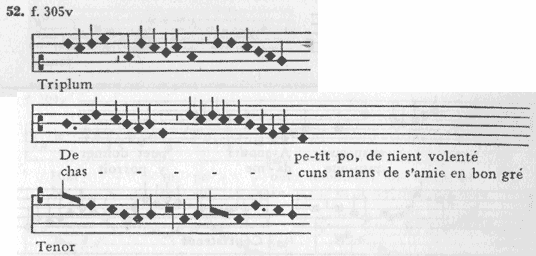 52. f. 305v
Triplum
De pe-tit po, de nient volenté
chas - - - - - - - cuns amans de s'amie en bon gré
Tenor